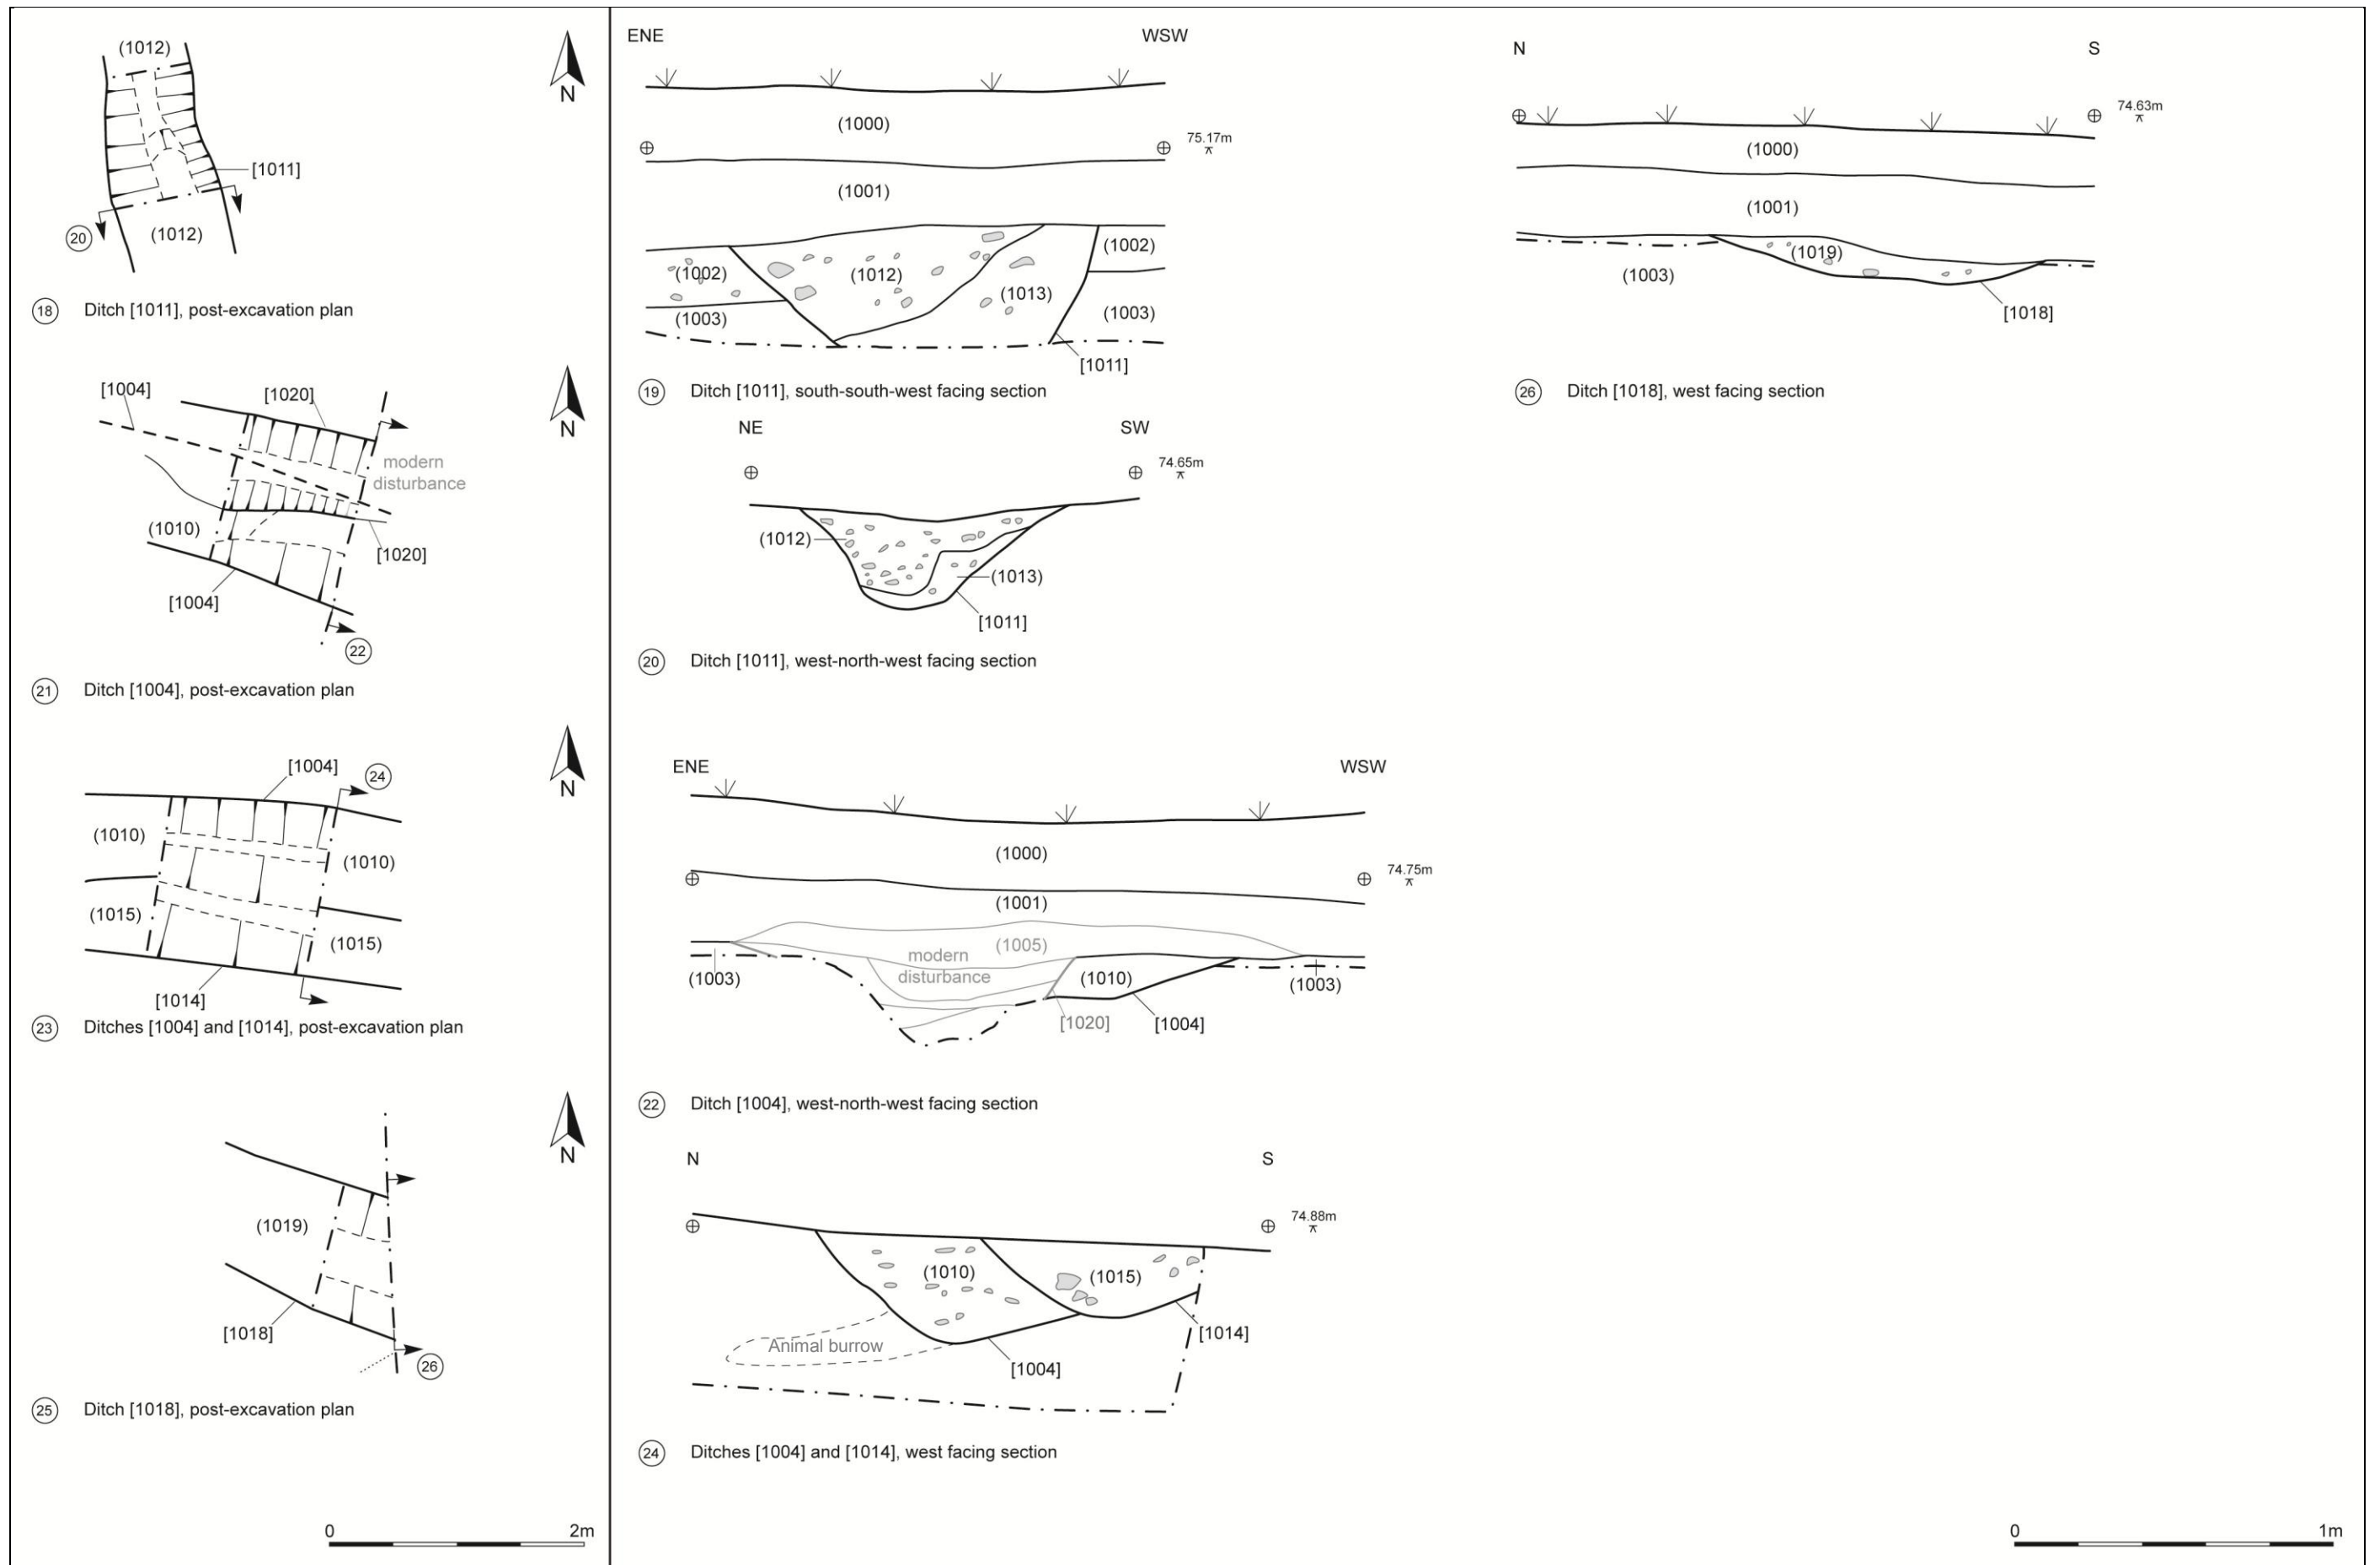 (1012)
N
[1011]
20
(1012)
18 Ditch [1011], post-excavation plan
[1004]
[1020]
N
modern
disturbance
(1010)
[1020]
[1004]
22
21 Ditch [1004], post-excavation plan
[1004]
24
N
(1010)
(1010)
(1015)
(1015)
[1014]
23 Ditches [1004] and [1014], post-excavation plan
N
(1019)
[1018]
26
25 Ditch [1018], post-excavation plan
0 2m
ENE WSW
(1000)
75.17m
(1001)
(1002)
(1002)
(1012)
(1013)
(1003)
(1003)
[1011]
19 Ditch [1011], south-south-west facing section
NE SW
74.65m
(1012)
(1013)
[1011]
20 Ditch [1011], west-north-west facing section
ENE WSW
(1000)
74.75m
(1001)
(1005)
modern
disturbance
(1003)
(1010)
(1003)
[1020]
[1004]
22 Ditch [1004], west-north-west facing section
N S
74.88m
(1010)
(1015)
[1014]
Animal burrow
[1004]
24 Ditches [1004] and [1014], west facing section
N S
74.63m
(1000)
(1001)
(1019)
(1003)
[1018]
26 Ditch [1018], west facing section
0 1m